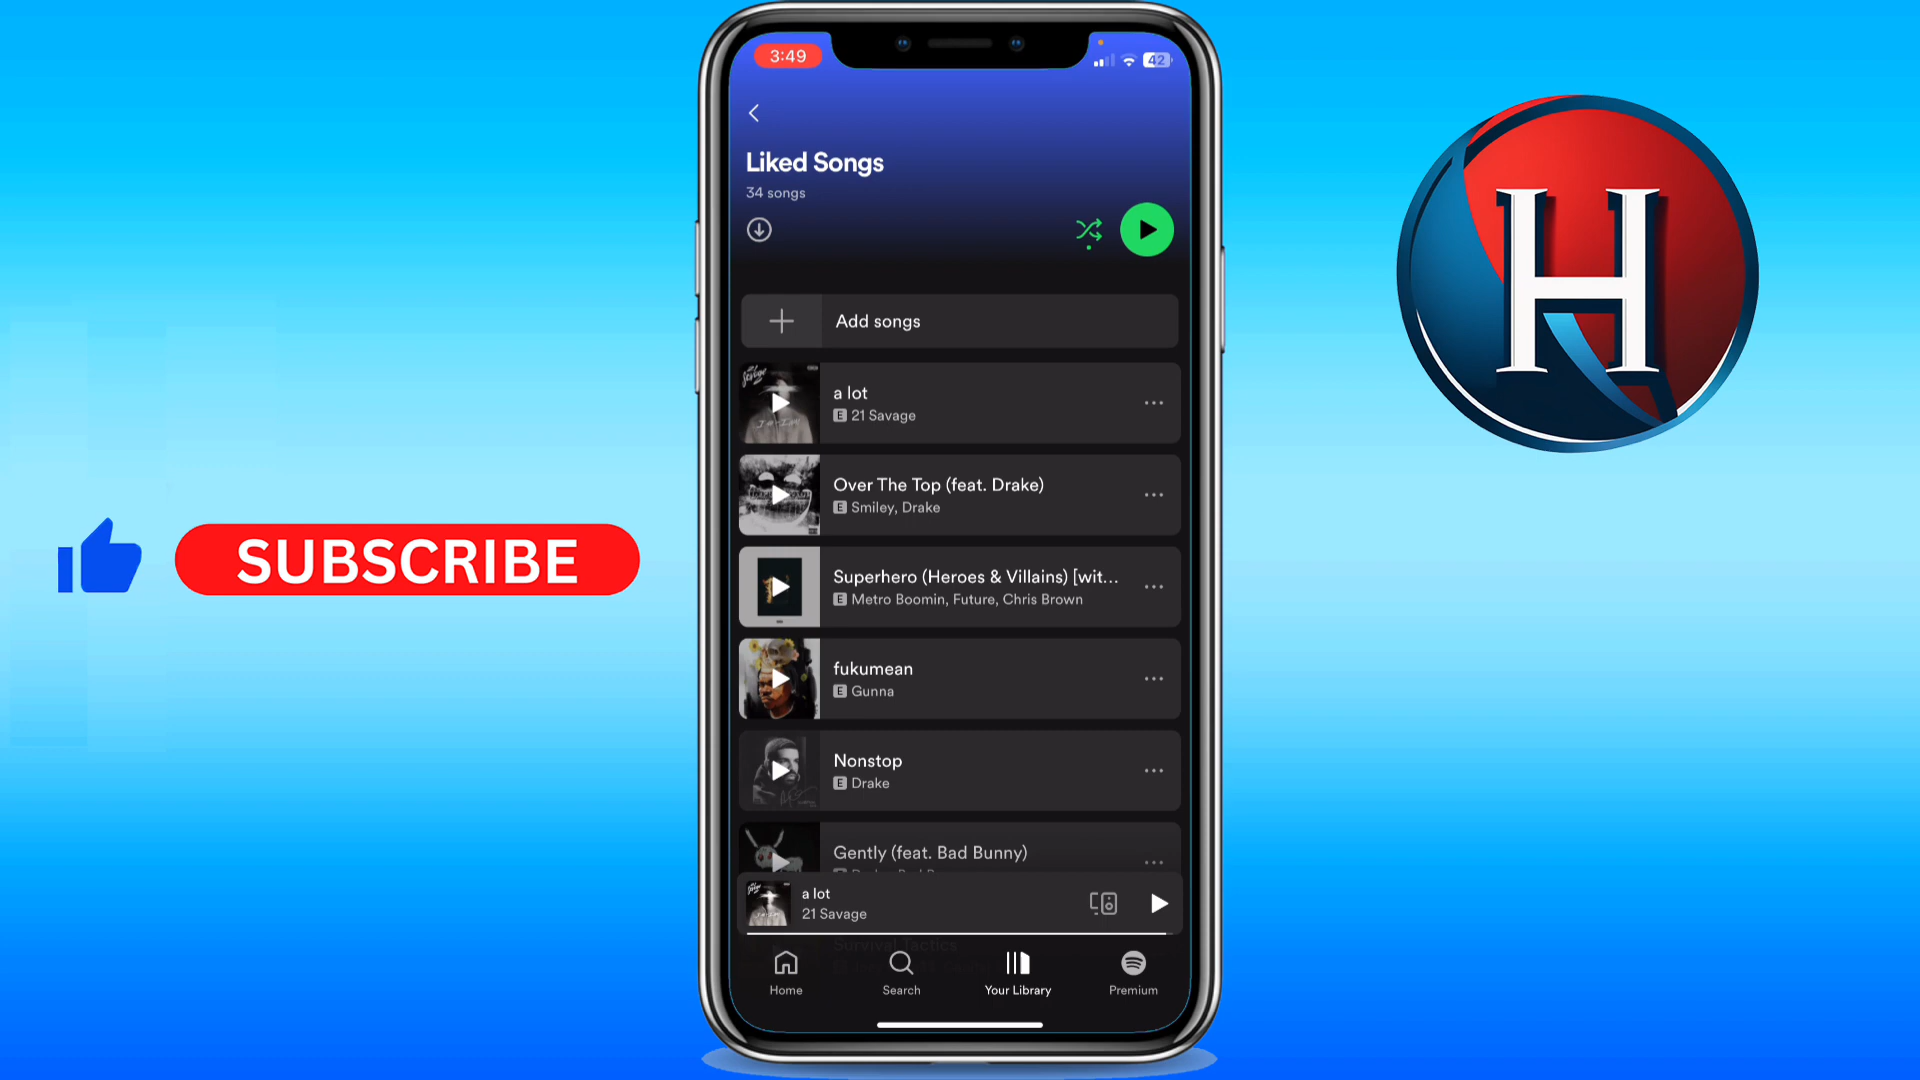 3:49
42
Liked Songs
34 songs
Add songs
a lot
E 21 Savage
Over The Top (feat. Drake)
E Smiley, Drake
Superhero (Heroes & Villains) [wit...
E Metro Boomin, Future, Chris Brown
fukumean
E Gunna
Nonstop
E Drake
Gently (feat. Bad Bunny)
a lot
21 Savage
Survival Tactics
Home
Search
Your Library
Premium
SUBSCRIBE
H